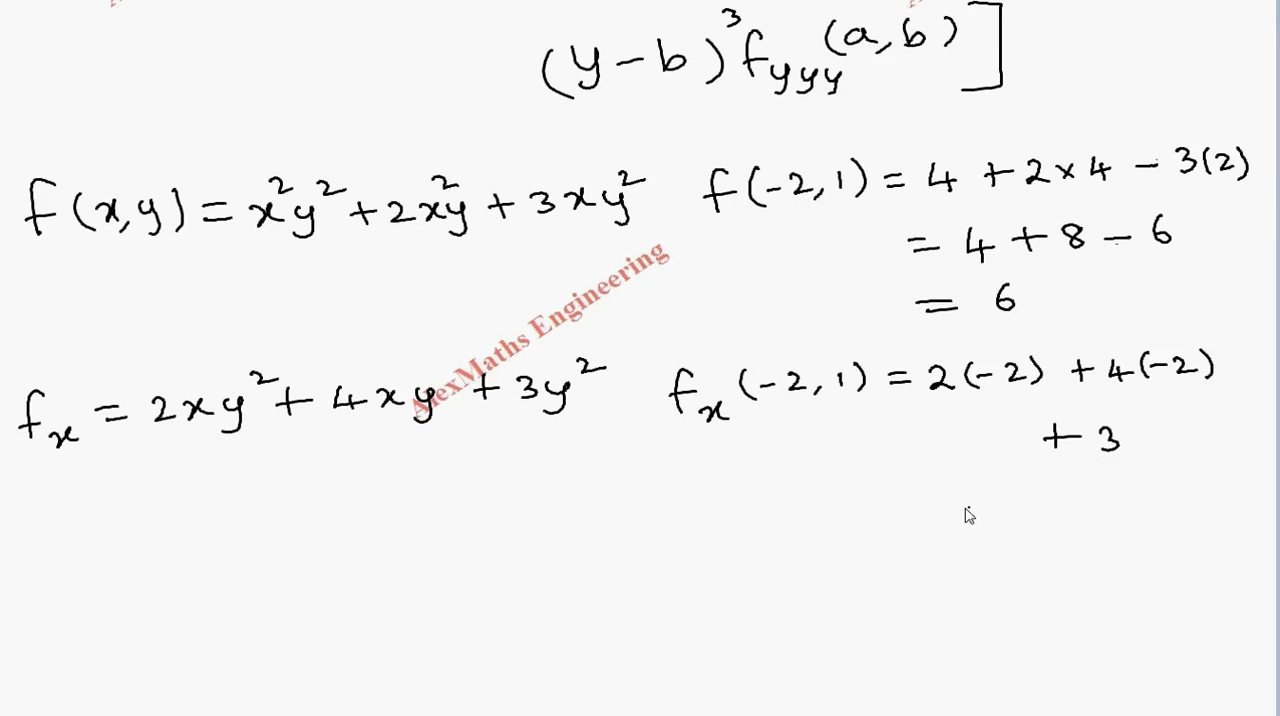 (y-b)³f_yyy(a,b)]
f(x,y) = x²y² + 2x²y + 3xy² f(-2,1) = 4 + 2×4 - 3(2)
= 4 + 8 - 6
= 6
AlexMaths Engineering
f_x = 2xy² + 4xy + 3y² f_x(-2,1) = 2(-2) + 4(-2)
+ 3